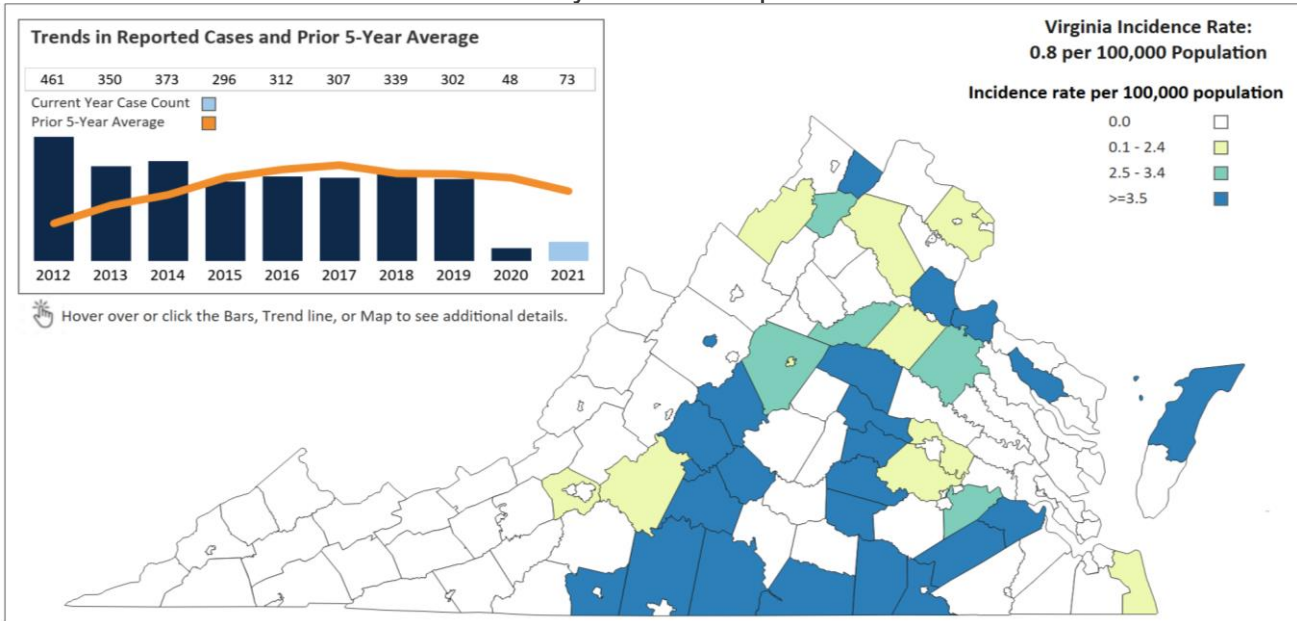 Trends in Reported Cases and Prior 5-Year Average
461 350 373 296 312 307 339 302 48 73
Current Year Case Count
Prior 5-Year Average
2012 2013 2014 2015 2016 2017 2018 2019 2020 2021
Hover over or click the Bars, Trend line, or Map to see additional details.
Virginia Incidence Rate:
0.8 per 100,000 Population
Incidence rate per 100,000 population
0.0
0.1 - 2.4
2.5 - 3.4
>=3.5